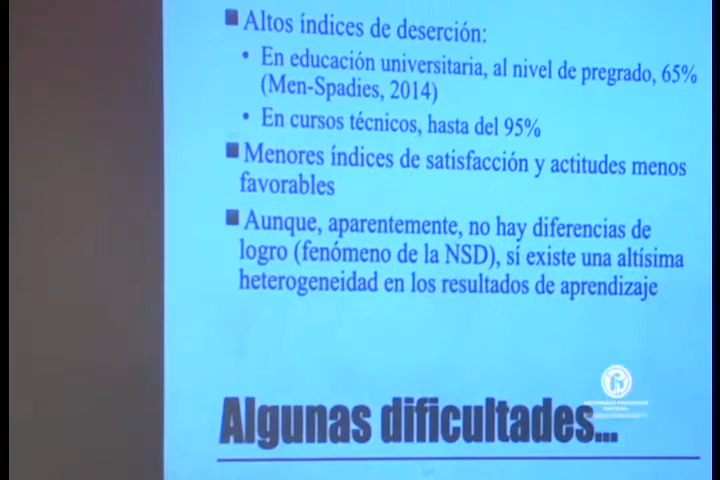 Altos índices de deserción:
• En educación universitaria, al nivel de pregrado, 65%
(Men-Spadies, 2014)
• En cursos técnicos, hasta del 95%
Menores índices de satisfacción y actitudes menos
favorables
Aunque, aparentemente, no hay diferencias de
logro (fenómeno de la NSD), si existe una altísima
heterogeneidad en los resultados de aprendizaje
Algunas dificultades...